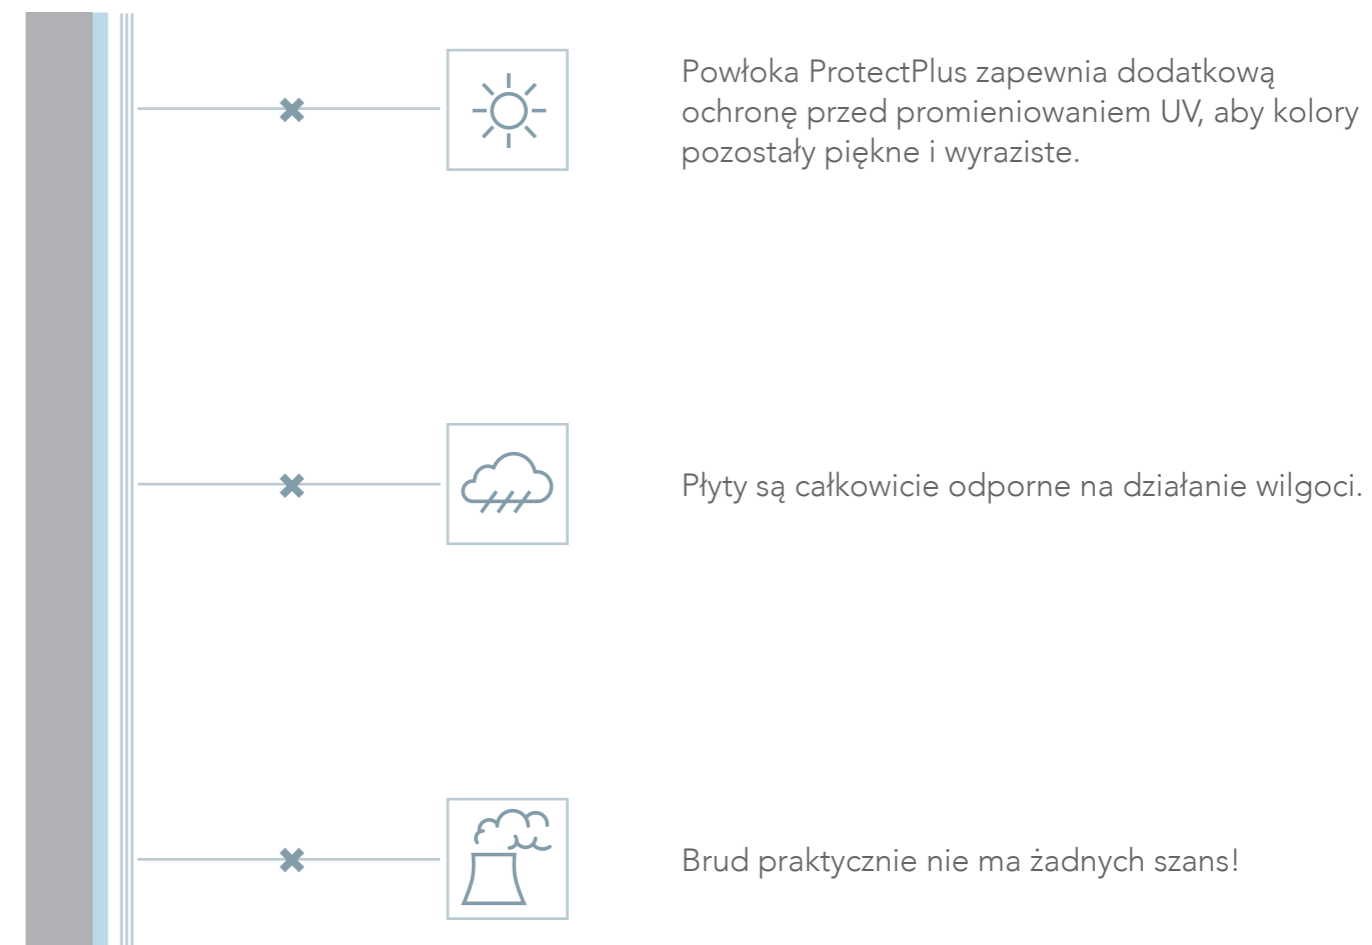 Powłoka ProtectPlus zapewnia dodatkową
ochronę przed promieniowaniem UV, aby kolory
pozostały piękne i wyraziste.
Płyty są całkowicie odporne na działanie wilgoci.
Brud praktycznie nie ma żadnych szans!